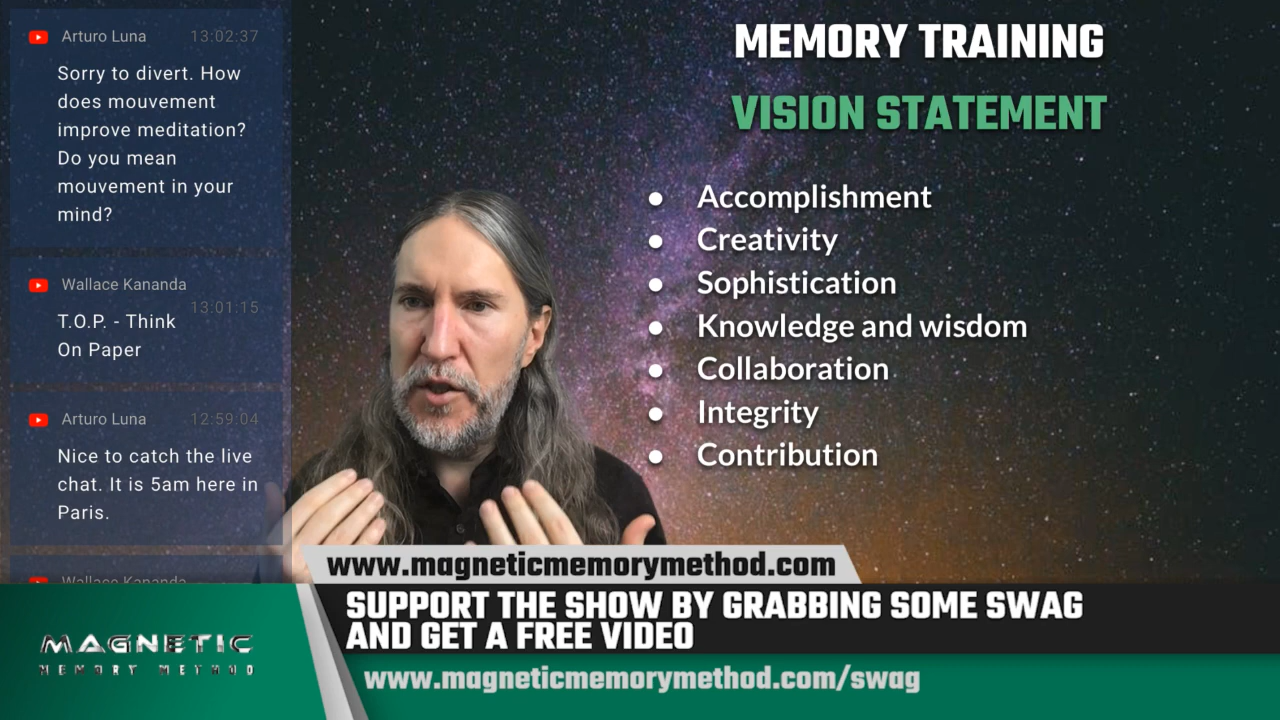 Arturo Luna 13:02:37
Sorry to divert. How
does mouvement
improve meditation?
Do you mean
mouvement in your
mind?
Wallace Kananda
13:01:15
T.O.P. - Think
On Paper
Arturo Luna 12:59:04
Nice to catch the live
chat. It is 5am here in
Paris.
Wallace Kananda
MEMORY TRAINING
VISION STATEMENT
• Accomplishment
• Creativity
• Sophistication
• Knowledge and wisdom
• Collaboration
• Integrity
• Contribution
www.magneticmemorymethod.com
SUPPORT THE SHOW BY GRABBING SOME SWAG
AND GET A FREE VIDEO
www.magneticmemorymethod.com/swag
MAGNETIC
MEMORY METHOD